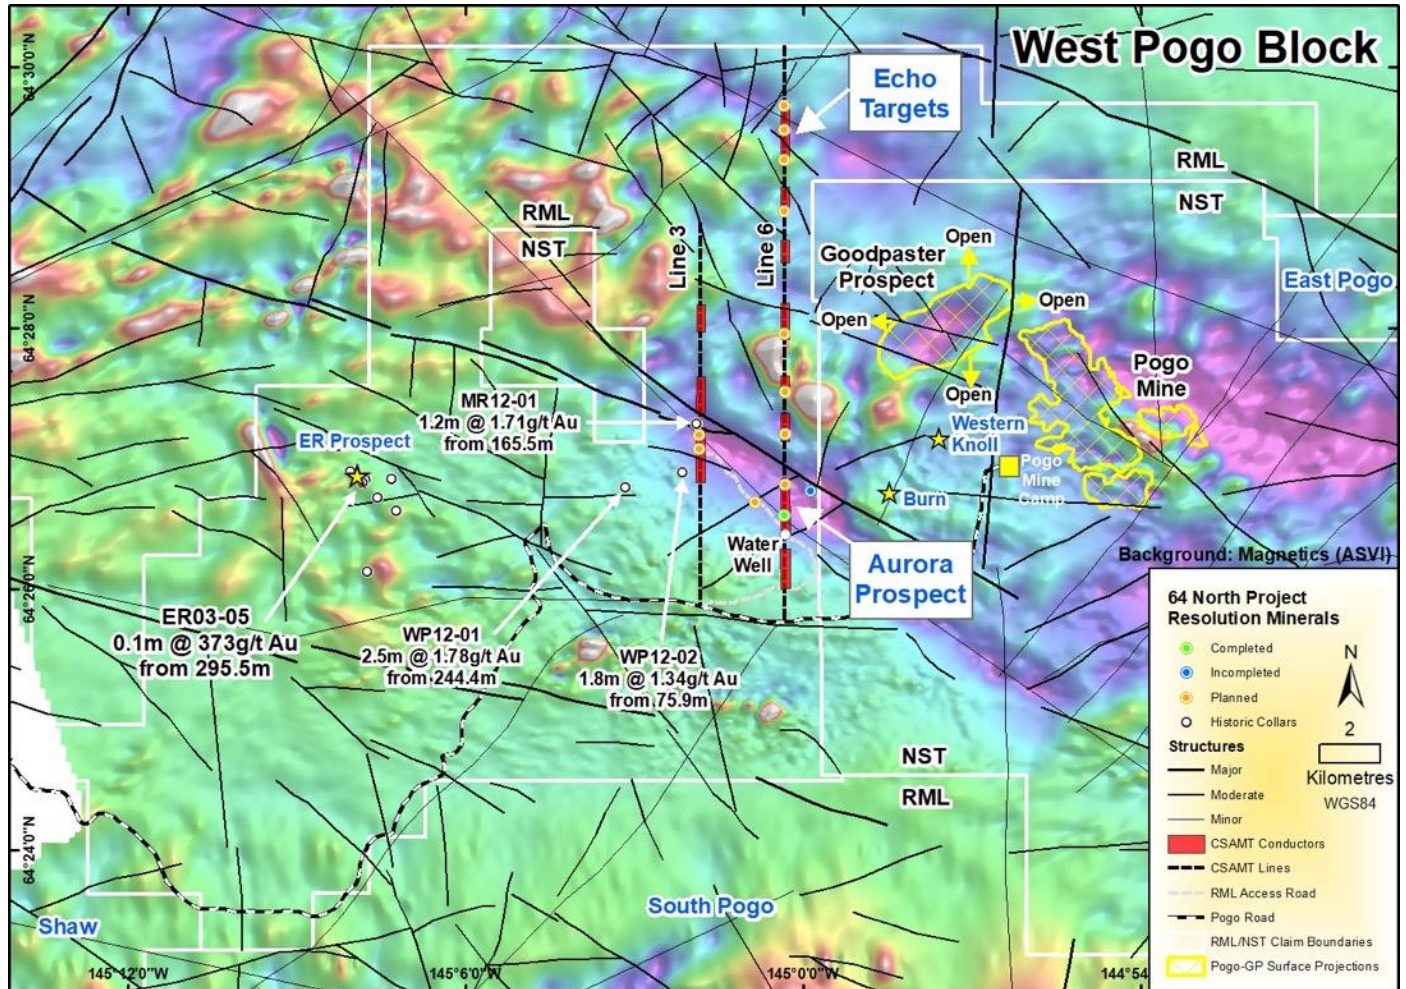 West Pogo Block
64°30'0"N
64°28'0"N
64°26'0"N
64°24'0"N
Echo
Targets
RML
NST
RML
NST
Line 3
Line 6
Goodpaster
Prospect
Open
Open
Open
Open
East Pogo
Pogo
Mine
MR12-01
1.2m @ 1.71g/t Au
from 165.5m
ER Prospect
Western
Knoll
Pogo
Mine
Camp
Burn
Water
Well
Aurora
Prospect
ER03-05
0.1m @ 373g/t Au
from 295.5m
WP12-01
2.5m @ 1.78g/t Au
from 244.4m
WP12-02
1.8m @ 1.34g/t Au
from 75.9m
NST
RML
Shaw
South Pogo
145°12'0"W
145°6'0"W
145°0'0"W
144°54
Background: Magnetics (ASVI)
64 North Project
Resolution Minerals
Completed
Incompleted
Planned
Historic Collars
Structures
Major
Moderate
Minor
CSAMT Conductors
CSAMT Lines
RML Access Road
Pogo Road
RML/NST Claim Boundaries
Pogo-GP Surface Projections
N
2
Kilometres
WGS84